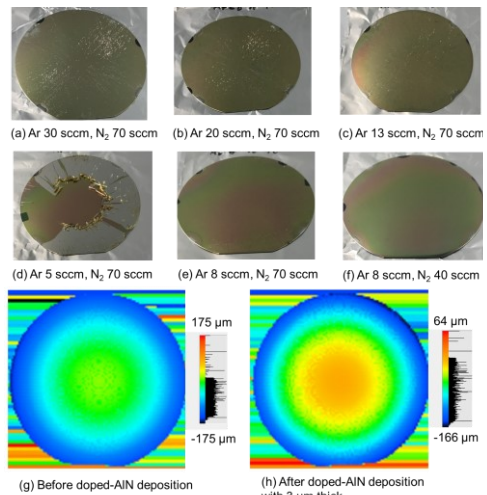 (a) Ar 30 sccm, N₂ 70 sccm
(b) Ar 20 sccm, N₂ 70 sccm
(c) Ar 13 sccm, N₂ 70 sccm
(d) Ar 5 sccm, N₂ 70 sccm
(e) Ar 8 sccm, N₂ 70 sccm
(f) Ar 8 sccm, N₂ 40 sccm
175 μm
-175 μm
64 μm
-166 μm
(g) Before doped-AlN deposition
(h) After doped-AlN deposition
with 3 μm thick